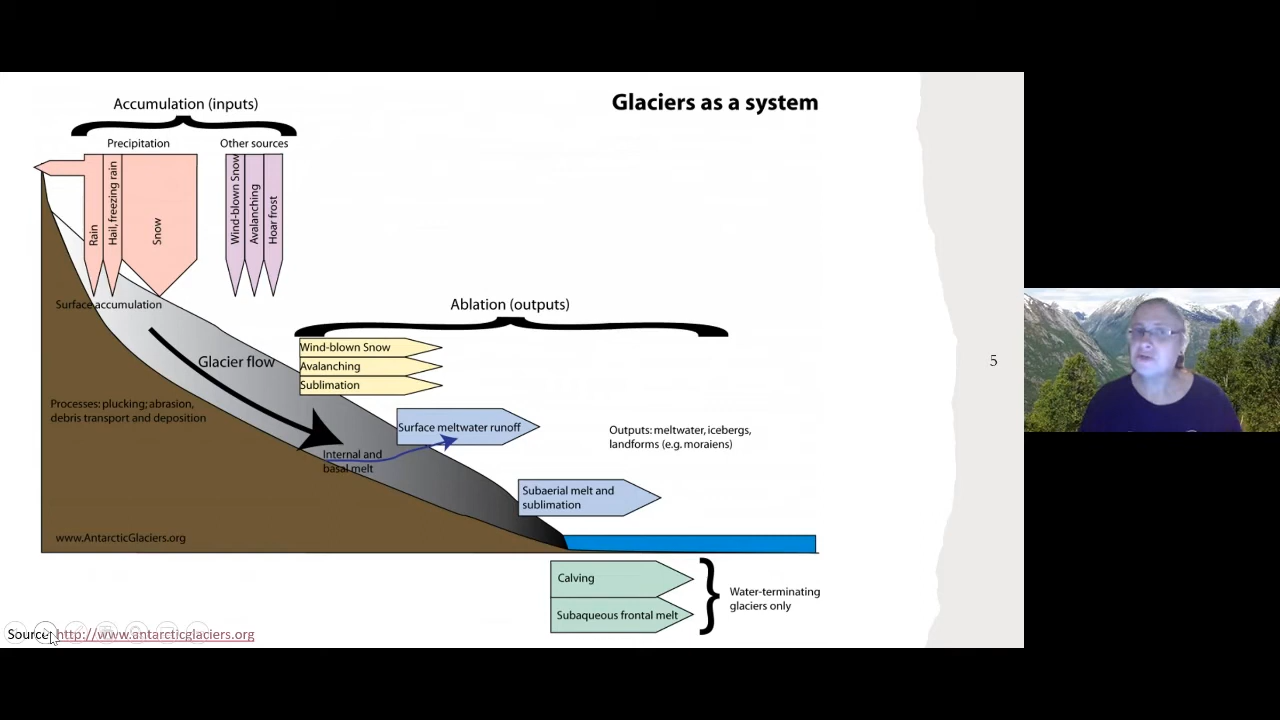 Glaciers as a system
Accumulation (inputs)
Precipitation
Other sources
Rain
Hail, freezing rain
Snow
Wind-blown Snow
Avalanching
Hoar frost
Surface accumulation
Ablation (outputs)
Wind-blown Snow
Avalanching
Sublimation
Glacier flow
5
Processes: plucking; abrasion,
debris transport and deposition
Surface meltwater runoff
Outputs: meltwater, icebergs,
landforms (e.g. moraiens)
Internal and
basal melt
Subaerial melt and
sublimation
www.AntarcticGlaciers.org
Calving
Subaqueous frontal melt
Water-terminating
glaciers only
Source: http://www.antarcticglaciers.org